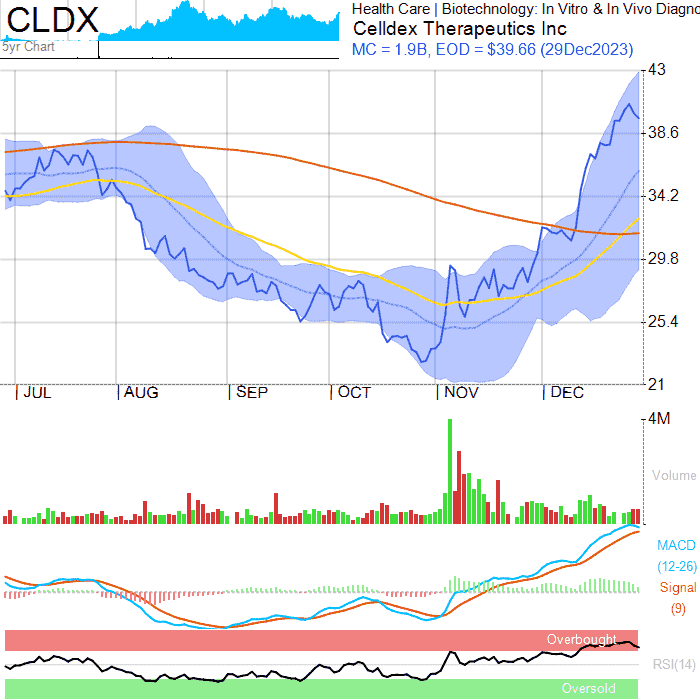 CLDX
5yr Chart
Health Care | Biotechnology: In Vitro & In Vivo Diagno
Celldex Therapeutics Inc
MC = 1.9B, EOD = $39.66 (29Dec2023)
43
38.6
34.2
29.8
25.4
21
JUL AUG SEP OCT NOV DEC
4M
Volume
MACD
(12-26)
Signal
(9)
Overbought
RSI(14)
Oversold